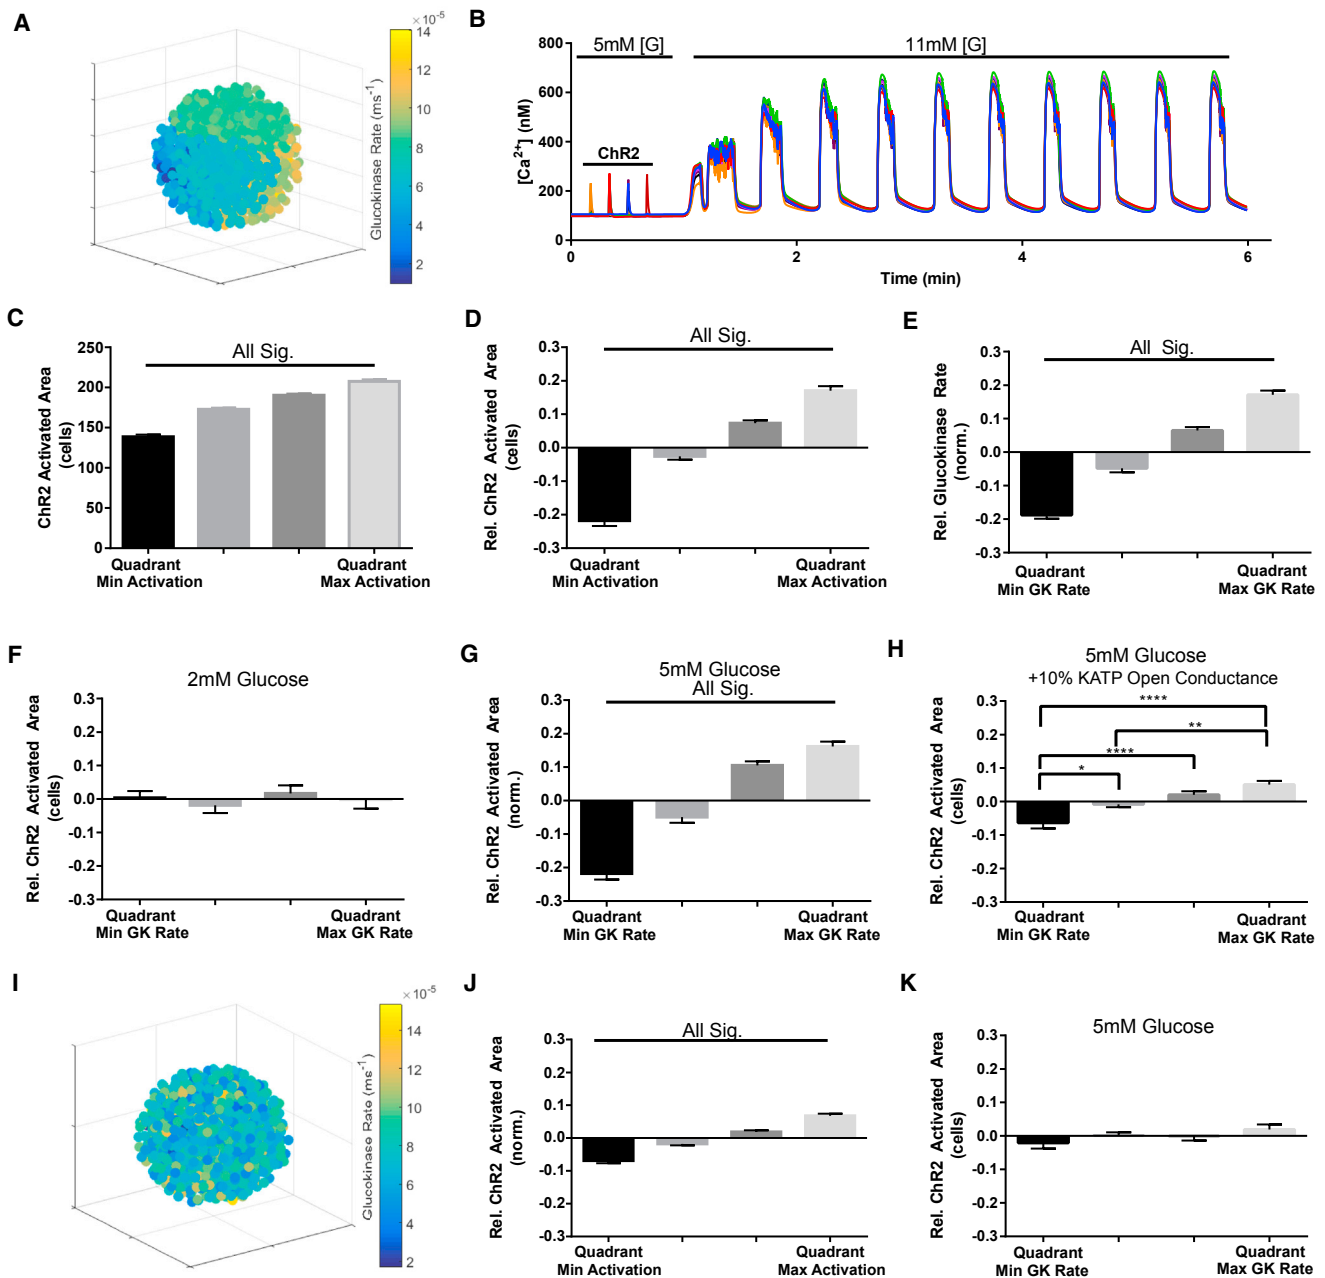 A
×10⁻⁵
14
12
10
8
6
4
2
Glucokinase Rate (ms⁻¹)
B
5mM [G]
11mM [G]
ChR2
800
600
400
200
0
[Ca²⁺] (nM)
0
2
4
6
Time (min)
C
All Sig.
250
200
150
100
50
0
ChR2 Activated Area
(cells)
Quadrant
Min Activation
Quadrant
Max Activation
D
All Sig.
0.3
0.2
0.1
0.0
-0.1
-0.2
-0.3
Rel. ChR2 Activated Area
(cells)
Quadrant
Min Activation
Quadrant
Max Activation
E
All Sig.
0.3
0.2
0.1
0.0
-0.1
-0.2
-0.3
Rel. Glucokinase Rate
(norm.)
Quadrant
Min GK Rate
Quadrant
Max GK Rate
F
2mM Glucose
0.3
0.2
0.1
0.0
-0.1
-0.2
-0.3
Rel. ChR2 Activated Area
(cells)
Quadrant
Min GK Rate
Quadrant
Max GK Rate
G
5mM Glucose
All Sig.
0.3
0.2
0.1
0.0
-0.1
-0.2
-0.3
Rel. ChR2 Activated Area
(norm.)
Quadrant
Min GK Rate
Quadrant
Max GK Rate
H
5mM Glucose
+10% KATP Open Conductance
****
**
****
*
0.3
0.2
0.1
0.0
-0.1
-0.2
-0.3
Rel. ChR2 Activated Area
(cells)
Quadrant
Min GK Rate
Quadrant
Max GK Rate
I
×10⁻⁵
14
12
10
8
6
4
2
Glucokinase Rate (ms⁻¹)
J
All Sig.
0.3
0.2
0.1
0.0
-0.1
-0.2
-0.3
Rel. ChR2 Activated Area
(norm.)
Quadrant
Min Activation
Quadrant
Max Activation
K
5mM Glucose
0.3
0.2
0.1
0.0
-0.1
-0.2
-0.3
Rel. ChR2 Activated Area
(cells)
Quadrant
Min GK Rate
Quadrant
Max GK Rate